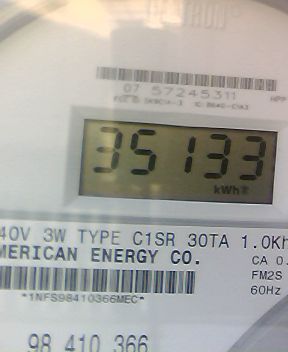 CENTRON
07 57245311
35133
kWh
40V 3W TYPE C1SR 30TA 1.0Kh
MERICAN ENERGY CO.
CA 0.
FM2S
60Hz
*1NFS98410366MEC*
98 410 366